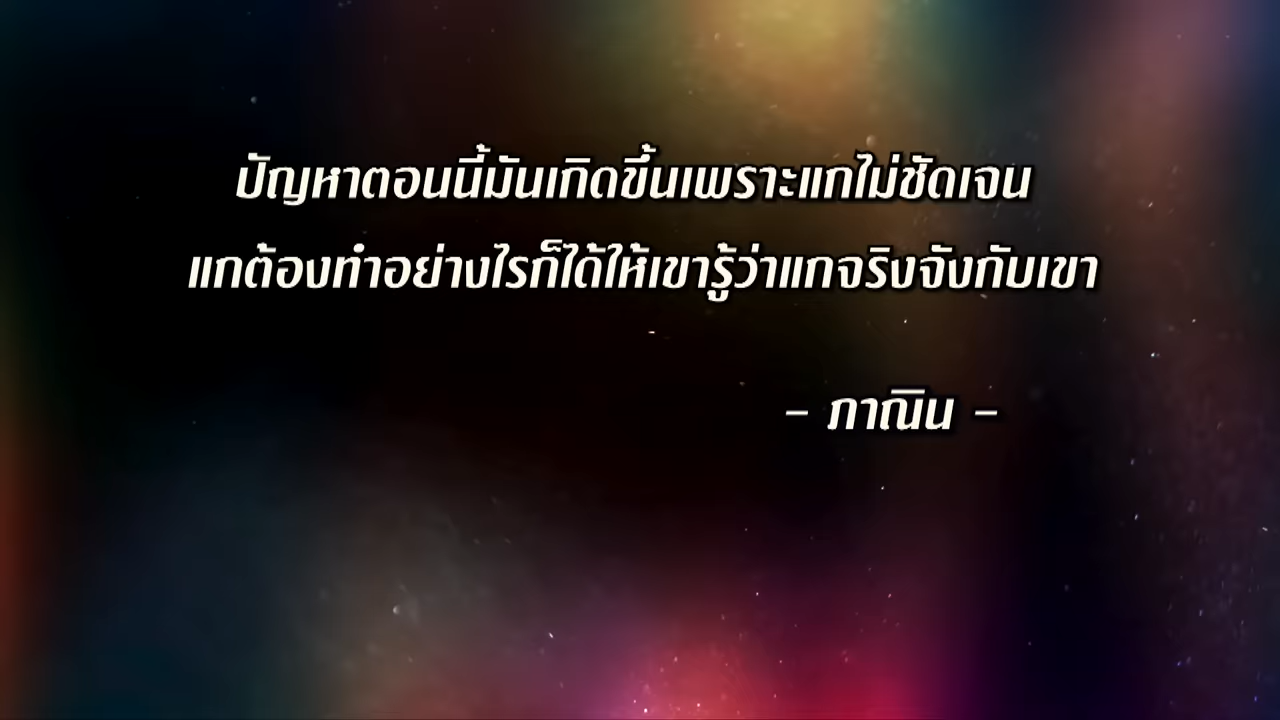 ปัญหาตอนนี้มันเกิดขึ้นเพราะแกไม่ชัดเจน
แกต้องทำอย่างไรก็ได้ให้เขารู้ว่าแกจริงจังกับเขา
- ภาณิน -